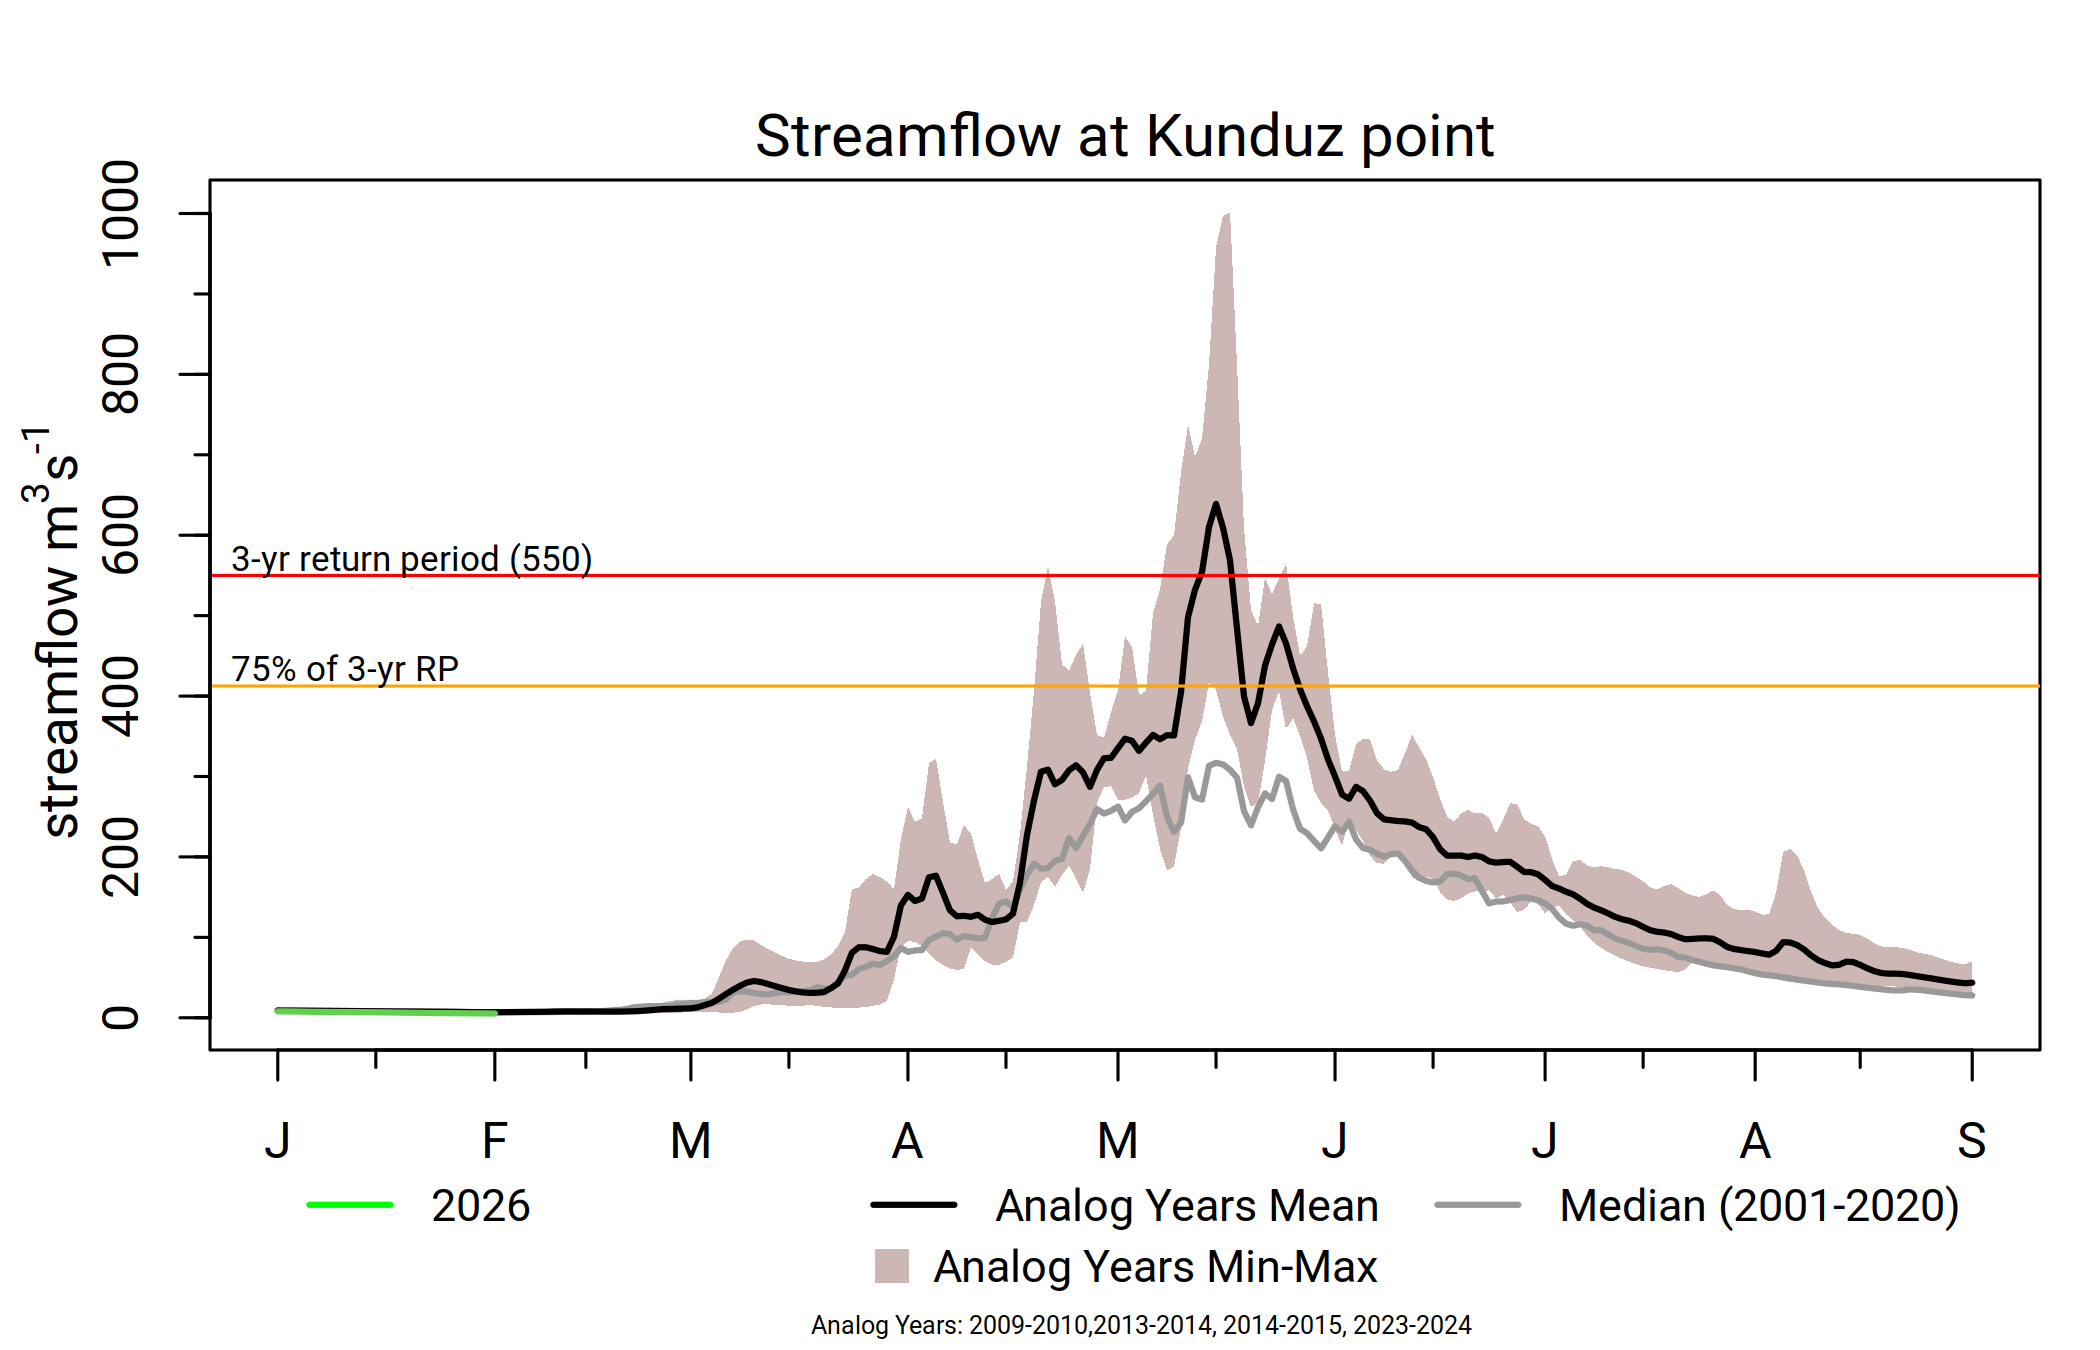 Streamflow at Kunduz point
streamflow m3s-1
1000
800
600
400
200
0
3-yr return period (550)
75% of 3-yr RP
J F M A M J J A S
2026 Analog Years Mean Median (2001-2020)
Analog Years Min-Max
Analog Years: 2009-2010,2013-2014, 2014-2015, 2023-2024